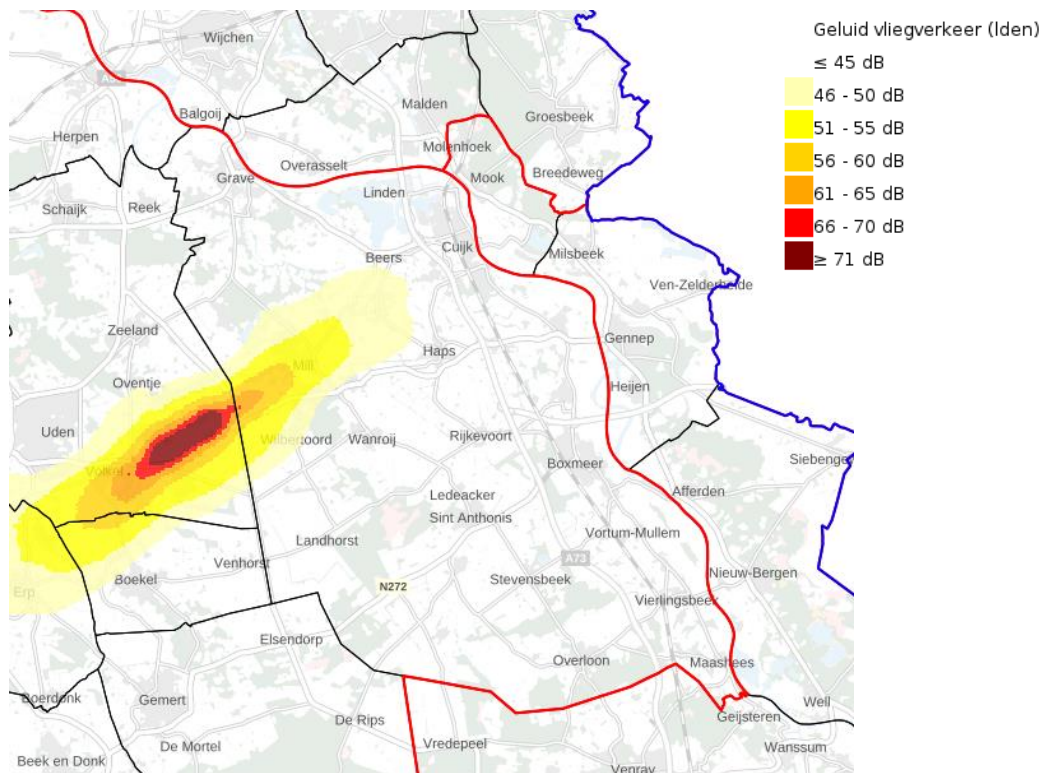 Geluid vliegverkeer (lden)
≤ 45 dB
46 - 50 dB
51 - 55 dB
56 - 60 dB
61 - 65 dB
66 - 70 dB
≥ 71 dB
Wijchen
Balgoij
Malden
Groesbeek
Herpen
Molenhoek
Overasselt
Breedeweg
Grave
Mook
Linden
Schaijk
Reek
Cuijk
Milsbeek
Beers
Ven-Zelderheide
Zeeland
Gennep
Haps
Mill
Oventje
Heijen
Uden
Wilbertoord
Wanroij
Rijkevoort
Siebenge
Volkel
Boxmeer
Afferden
Ledeacker
Sint Anthonis
Vortum-Mullem
Landhorst
Venhorst
A73
Nieuw-Bergen
Boekel
Stevensbeek
N272
Erp
Vierlingsbeek
Elsendorp
Overloon
Maashees
Boerdonk
Gemert
Well
De Rips
Geijsteren
De Mortel
Vredepeel
Wanssum
Beek en Donk
Venray